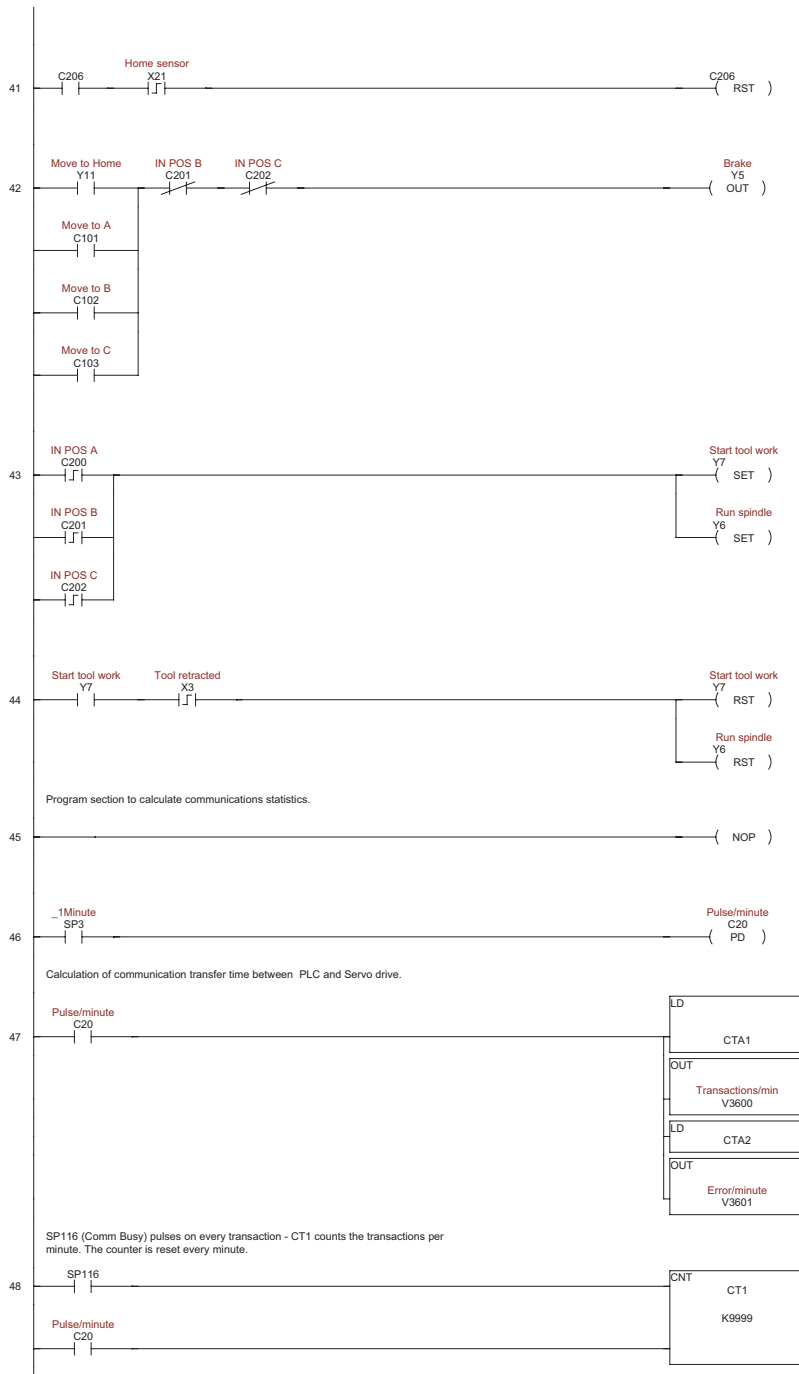 Home sensor
C206 X21 C206
41 RST
Move to Home IN POS B IN POS C Brake
Y11 C201 C202 Y5
42 OUT
Move to A
C101
Move to B
C102
Move to C
C103
IN POS A Start tool work
C200 Y7
43 SET
IN POS B Run spindle
C201 Y6
SET
IN POS C
C202
Start tool work Tool retracted Start tool work
Y7 X3 Y7
44 RST
Run spindle
Y6
RST
Program section to calculate communications statistics.
45 NOP
_1Minute Pulse/minute
SP3 C20
46 PD
Calculation of communication transfer time between PLC and Servo drive.
Pulse/minute LD
C20
47 CTA1
OUT
Transactions/min
V3600
LD
CTA2
OUT
Error/minute
V3601
SP116 (Comm Busy) pulses on every transaction - CT1 counts the transactions per
minute. The counter is reset every minute.
SP116 CNT
48 CT1
K9999
Pulse/minute
C20